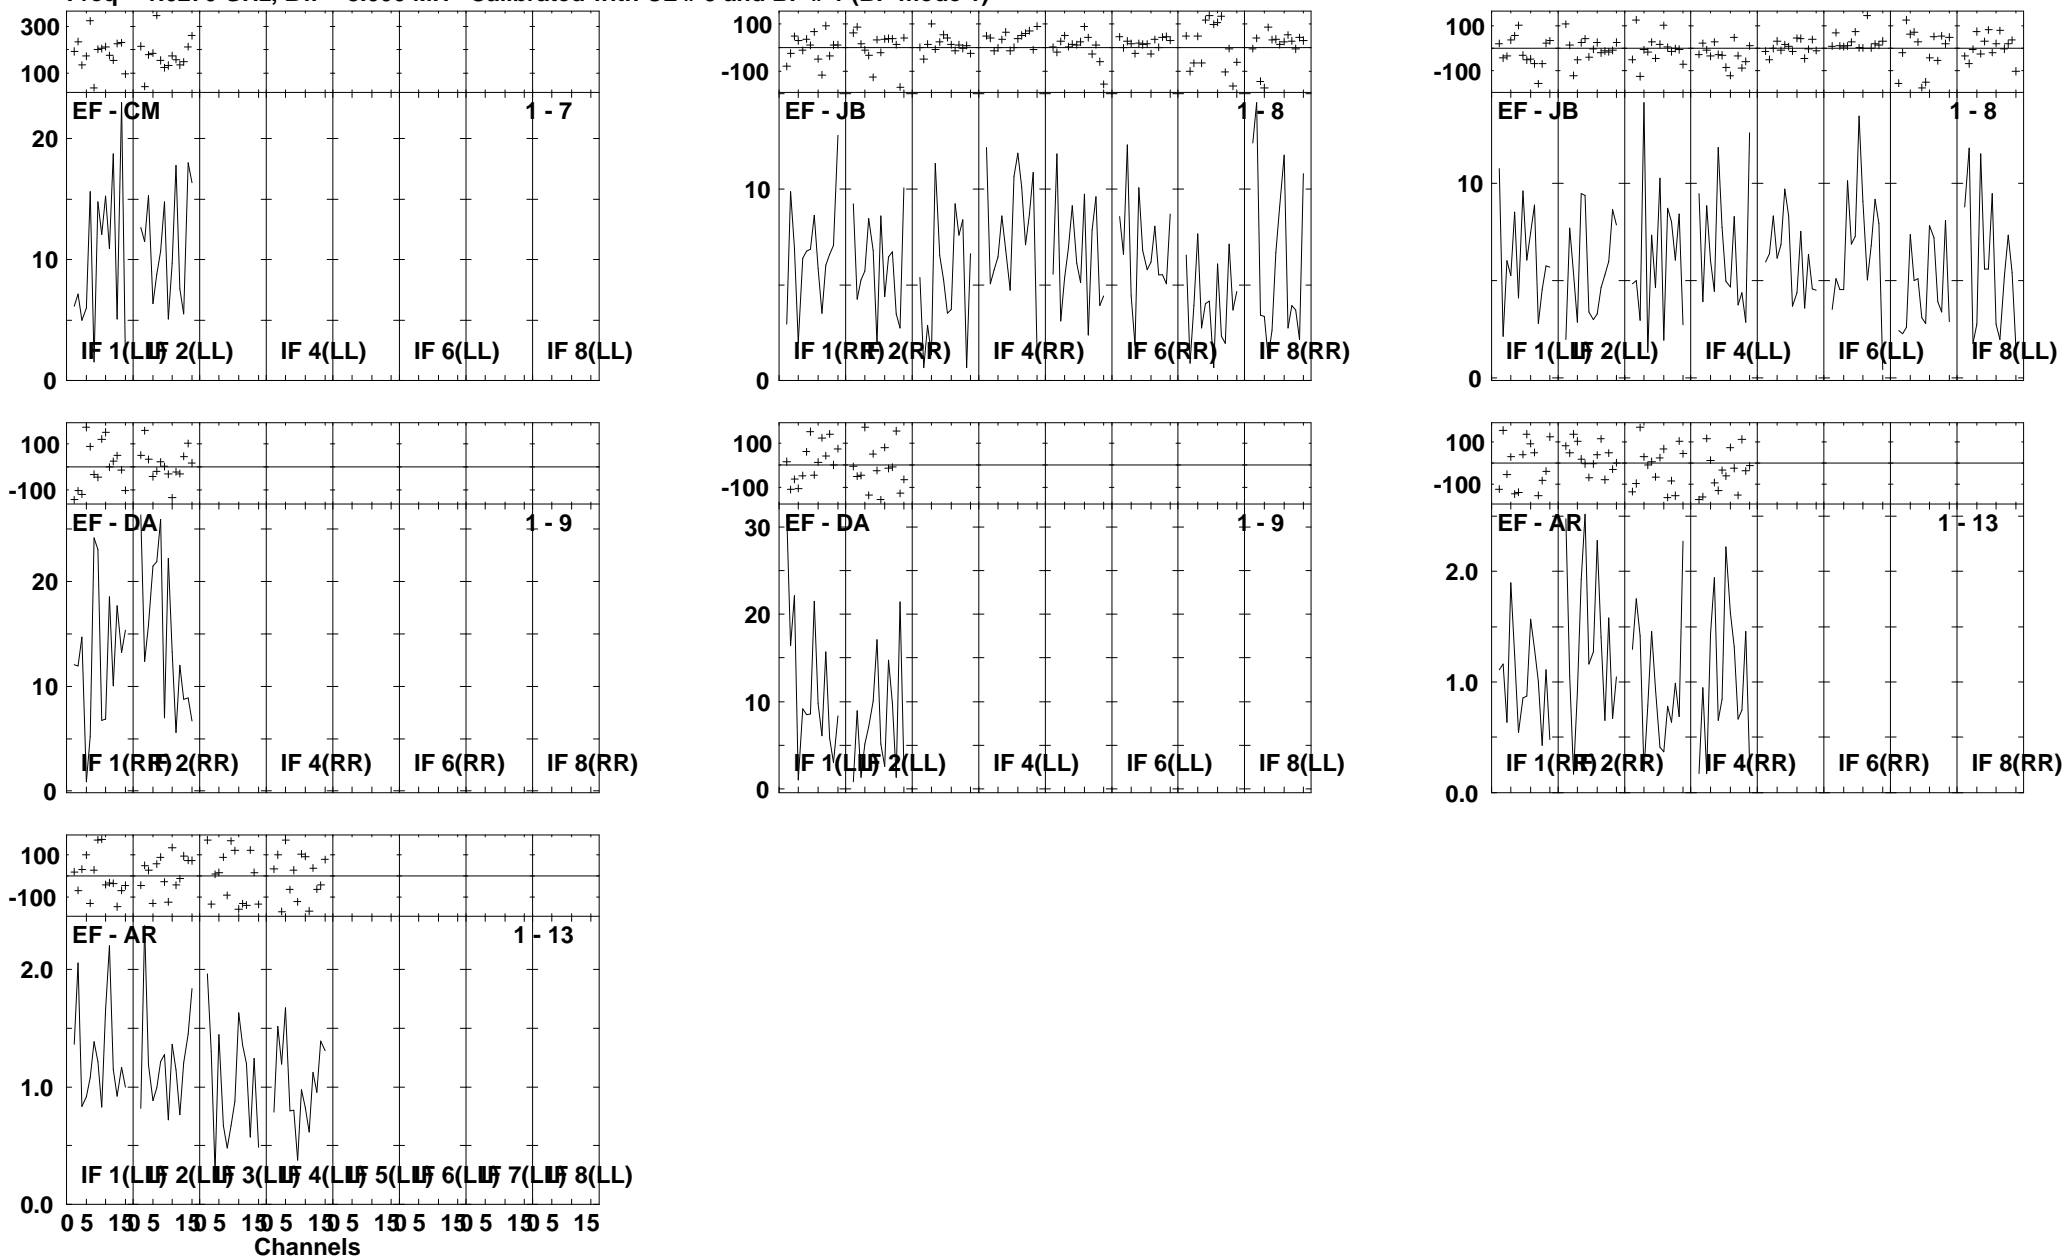 300
100
EF - CM
1 - 7
20
10
0
IF 1(LL)
IF 2(LL)
IF 4(LL)
IF 6(LL)
IF 8(LL)
100
-100
EF - JB
1 - 8
10
0
IF 1(RR)
IF 2(RR)
IF 4(RR)
IF 6(RR)
IF 8(RR)
100
-100
EF - JB
1 - 8
10
0
IF 1(LL)
IF 2(LL)
IF 4(LL)
IF 6(LL)
IF 8(LL)
100
-100
EF - DA
1 - 9
20
10
0
IF 1(RR)
IF 2(RR)
IF 4(RR)
IF 6(RR)
IF 8(RR)
100
-100
EF - DA
1 - 9
30
20
10
0
IF 1(LL)
IF 2(LL)
IF 4(LL)
IF 6(LL)
IF 8(LL)
100
-100
EF - AR
1 - 13
2.0
1.0
0.0
IF 1(RR)
IF 2(RR)
IF 4(RR)
IF 6(RR)
IF 8(RR)
100
-100
EF - AR
1 - 13
2.0
1.0
0.0
IF 1(LL)
IF 2(LL)
IF 3(LL)
IF 4(LL)
IF 5(LL)
IF 6(LL)
IF 7(LL)
IF 8(LL)
0 5 15 0 5 15 0 5 15 0 5 15 0 5 15 0 5 15 0 5 15 0 5 15
Channels